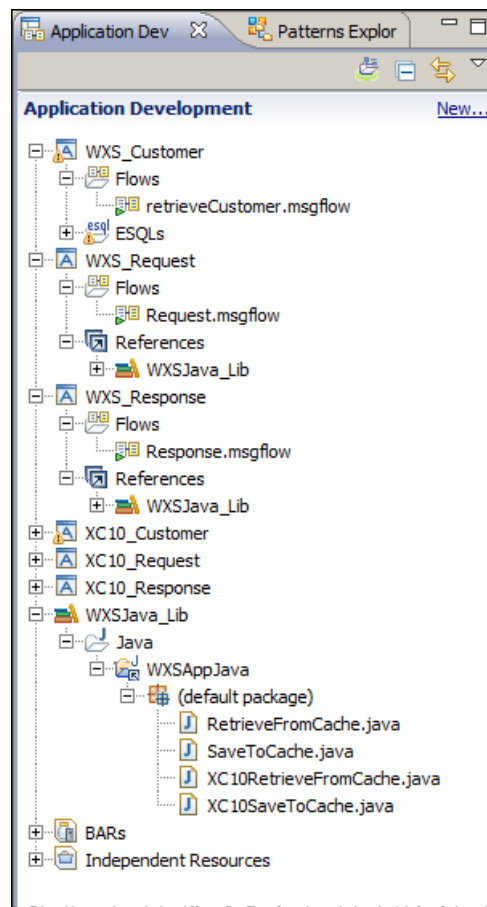 Application Dev
Patterns Explor
Application Development
New...
WXS_Customer
Flows
retrieveCustomer.msgflow
esql
ESQLs
WXS_Request
Flows
Request.msgflow
References
WXSJava_Lib
WXS_Response
Flows
Response.msgflow
References
WXSJava_Lib
XC10_Customer
XC10_Request
XC10_Response
WXSJava_Lib
Java
WXSAppJava
(default package)
RetrieveFromCache.java
SaveToCache.java
XC10RetrieveFromCache.java
XC10SaveToCache.java
BARs
Independent Resources